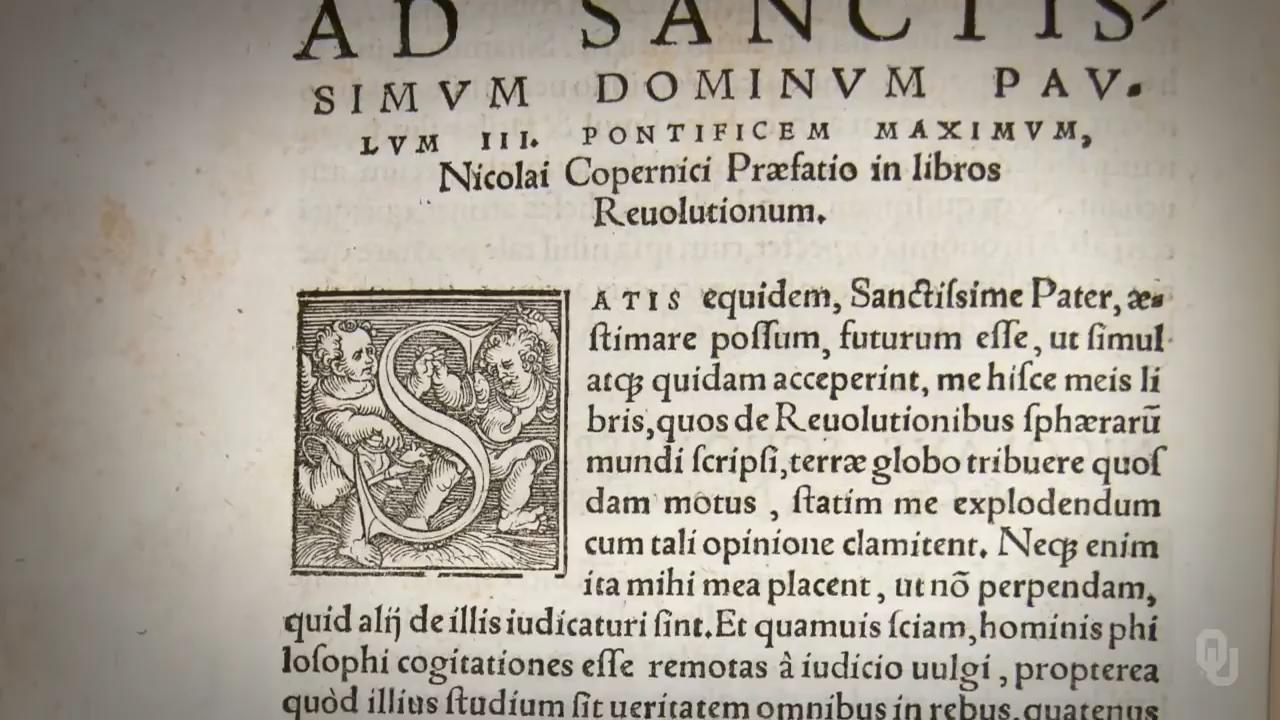 AD SANCTIS⸗
SIMVM DOMINVM PAV.
LVM III. PONTIFICEM MAXIMVM,
Nicolai Copernici Præfatio in libros
Reuolutionum.
SATIS equidem, Sanctiſsime Pater, æ⸗
ſtimare poſſum, futurum eſſe, ut ſimul
atqꝫ quidam acceperint, me hiſce meis li
bris, quos de Reuolutionibus ſphærarũ
mundi ſcripſi, terræ globo tribuere quoſ
dam motus, ſtatim me explodendum
cum tali opinione clamitent. Neqꝫ enim
ita mihi mea placent, ut nõ perpendam,
quid alij de illis iudicaturi ſint. Et quamuis ſciam, hominis phi
loſophi cogitationes eſſe remotas â iudicio uulgi, propterea
quòd illius ſtudium ſit ueritatem omnibus in rebus, quatenus